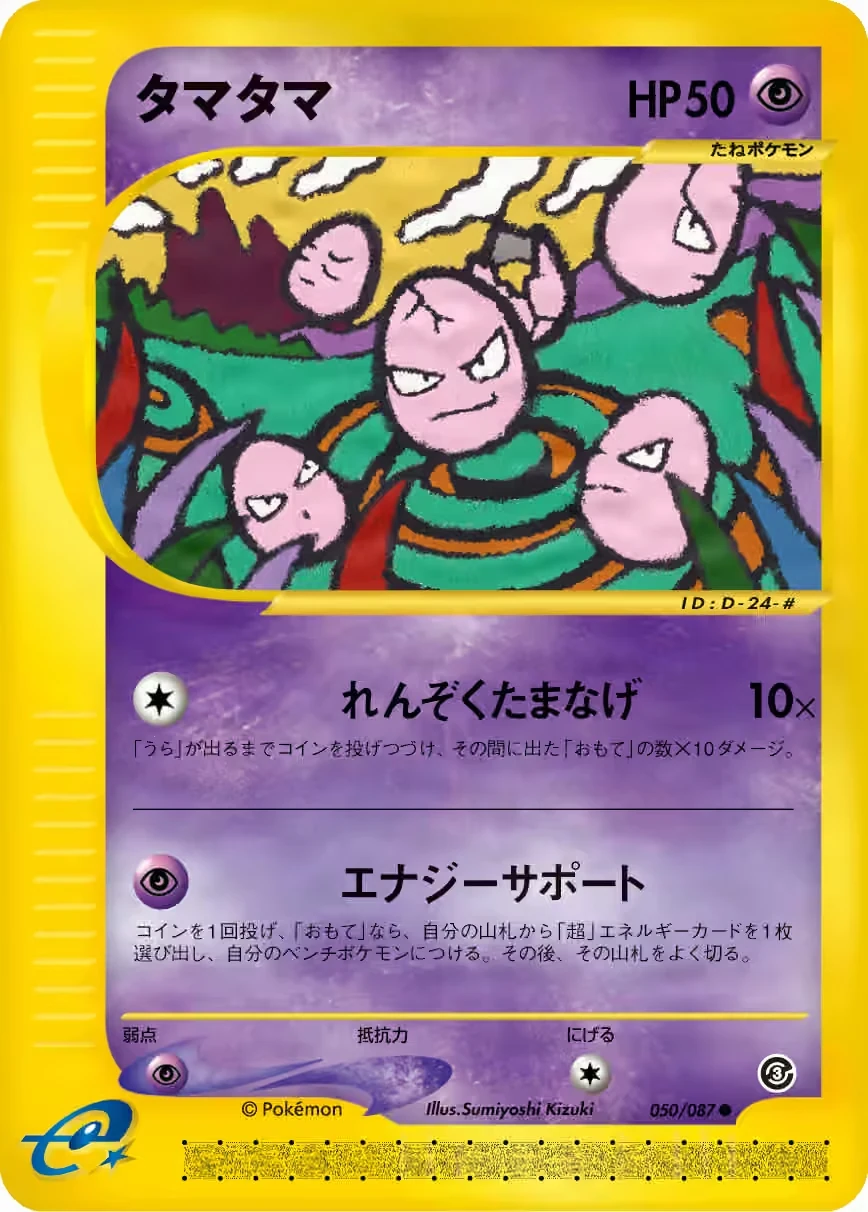 タマタマ
HP50
たねポケモン
ID:D-24-#
れんぞくたまなげ 10×
「うら」が出るまでコインを投げつづけ、その間に出た「おもて」の数×10ダメージ。
エナジーサポート
コインを1回投げ、「おもて」なら、自分の山札から「超」エネルギーカードを1枚
選び出し、自分のベンチポケモンにつける。その後、その山札をよく切る。
弱点 抵抗力 にげる
3
© Pokémon Illus.Sumiyoshi Kizuki 050/087●
e